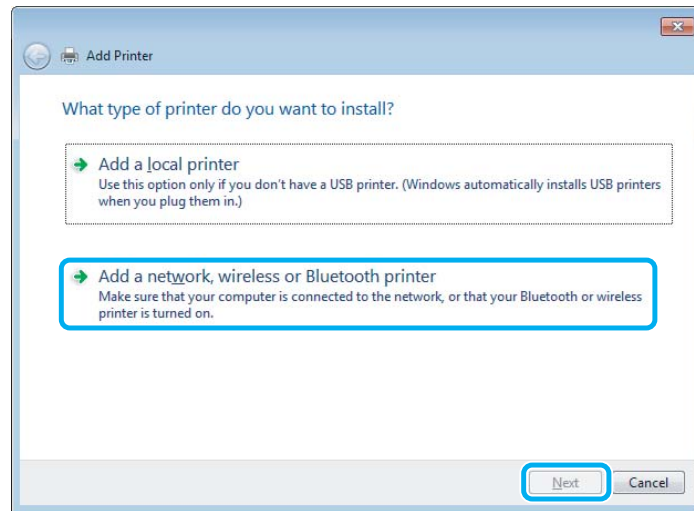 Add Printer
What type of printer do you want to install?
Add a local printer
Use this option only if you don't have a USB printer. (Windows automatically installs USB printers
when you plug them in.)
Add a network, wireless or Bluetooth printer
Make sure that your computer is connected to the network, or that your Bluetooth or wireless
printer is turned on.
Next Cancel